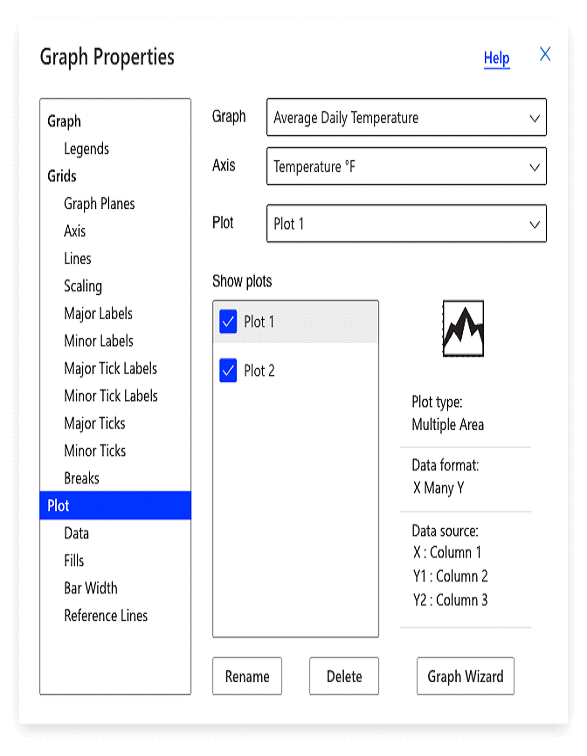 Graph Properties
Help
X
Graph
Legends
Grids
Graph Planes
Axis
Lines
Scaling
Major Labels
Minor Labels
Major Tick Labels
Minor Tick Labels
Major Ticks
Minor Ticks
Breaks
Plot
Data
Fills
Bar Width
Reference Lines
Graph Average Daily Temperature
Axis Temperature °F
Plot Plot 1
Show plots
Plot 1
Plot 2
Plot type:
Multiple Area
Data format:
X Many Y
Data source:
X : Column 1
Y1 : Column 2
Y2 : Column 3
Rename
Delete
Graph Wizard